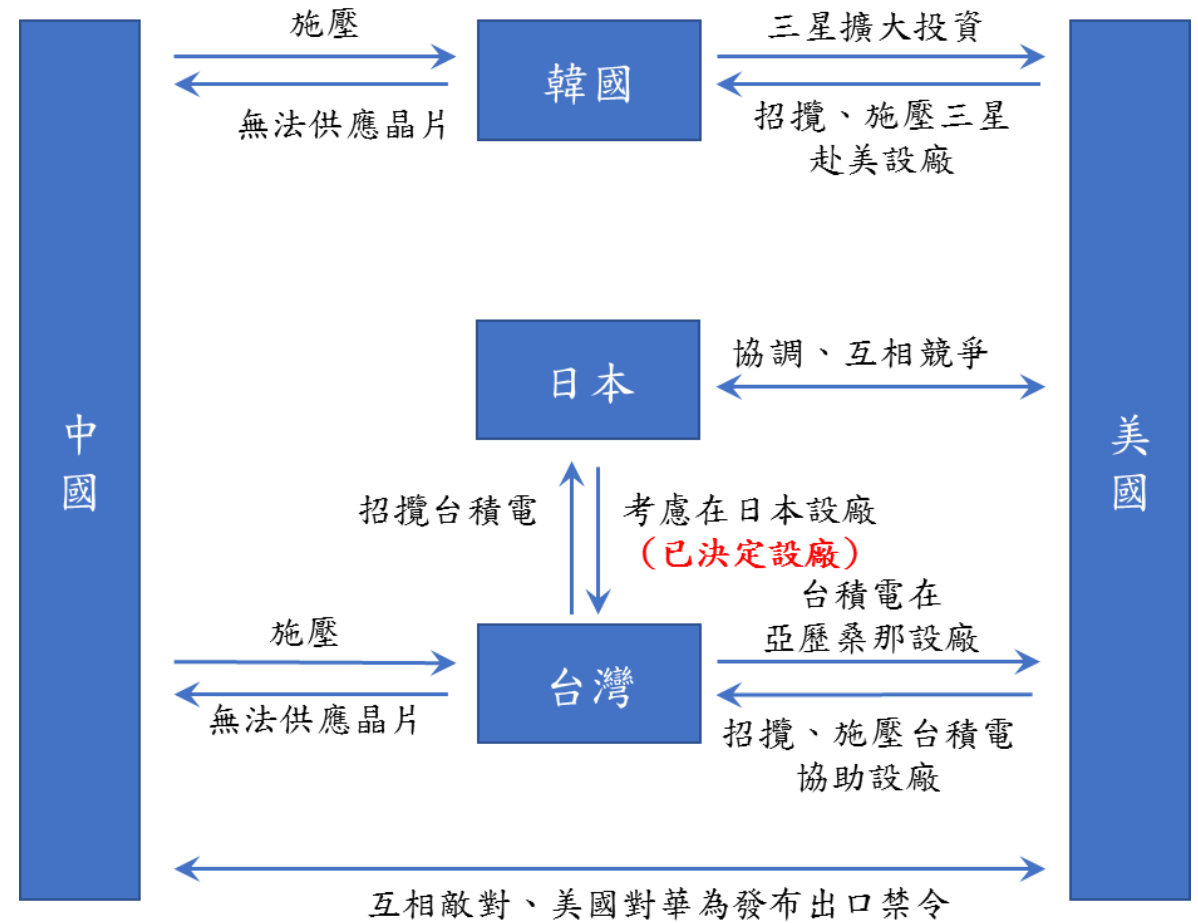 施壓
無法供應晶片
韓國
三星擴大投資
招攬、施壓三星
赴美設廠
中國
日本
協調、互相競爭
美國
招攬台積電
考慮在日本設廠
（已決定設廠）
施壓
無法供應晶片
台灣
台積電在
亞歷桑那設廠
招攬、施壓台積電
協助設廠
互相敵對、美國對華為發布出口禁令